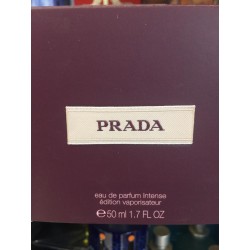 PRADA
eau de parfum intense
édition vaporisateur
℮50 ml 1.7 FL OZ